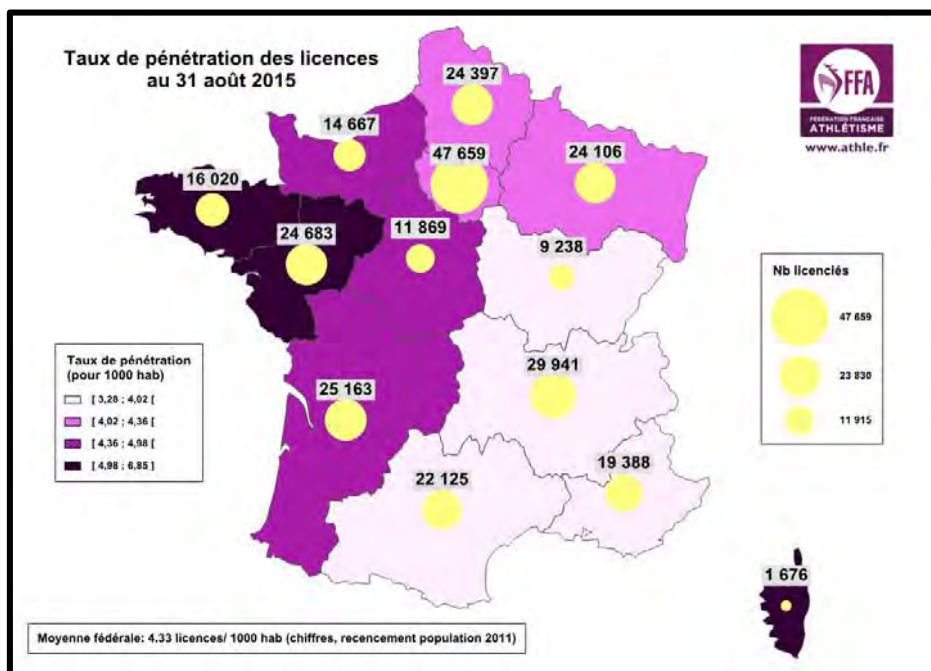 Taux de pénétration des licences
au 31 août 2015
FFA
FÉDÉRATION FRANÇAISE
ATHLÉTISME
www.athle.fr
24 397
14 667
47 659
24 106
16 020
24 683
11 869
9 238
29 941
25 163
19 388
22 125
1 676
Nb licenciés
47 659
23 830
11 915
Taux de pénétration
(pour 1000 hab)
[ 3,28 ; 4,02 [
[ 4,02 ; 4,36 [
[ 4,36 ; 4,98 [
[ 4,98 ; 6,85 ]
Moyenne fédérale: 4.33 licences/ 1000 hab (chiffres, recencement population 2011)